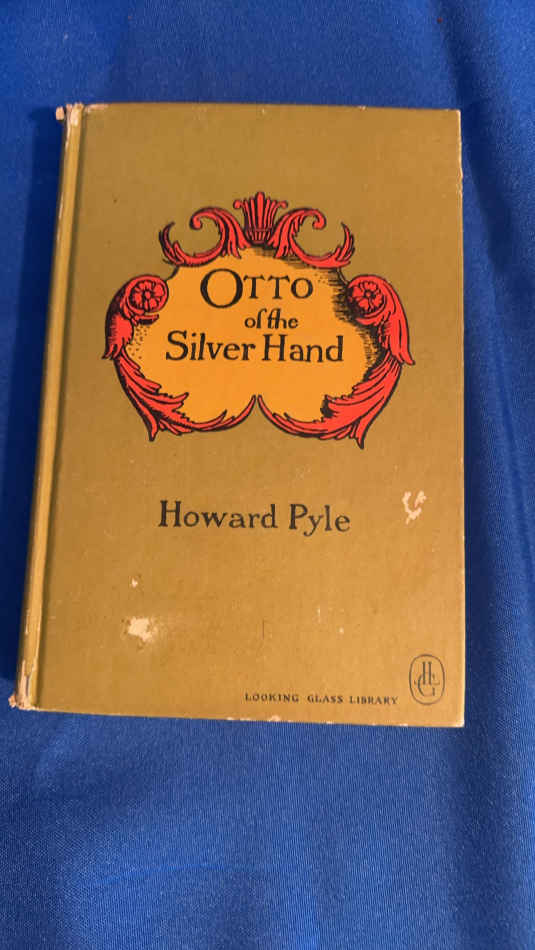 OTTO
of the
Silver Hand
Howard Pyle
LOOKING GLASS LIBRARY